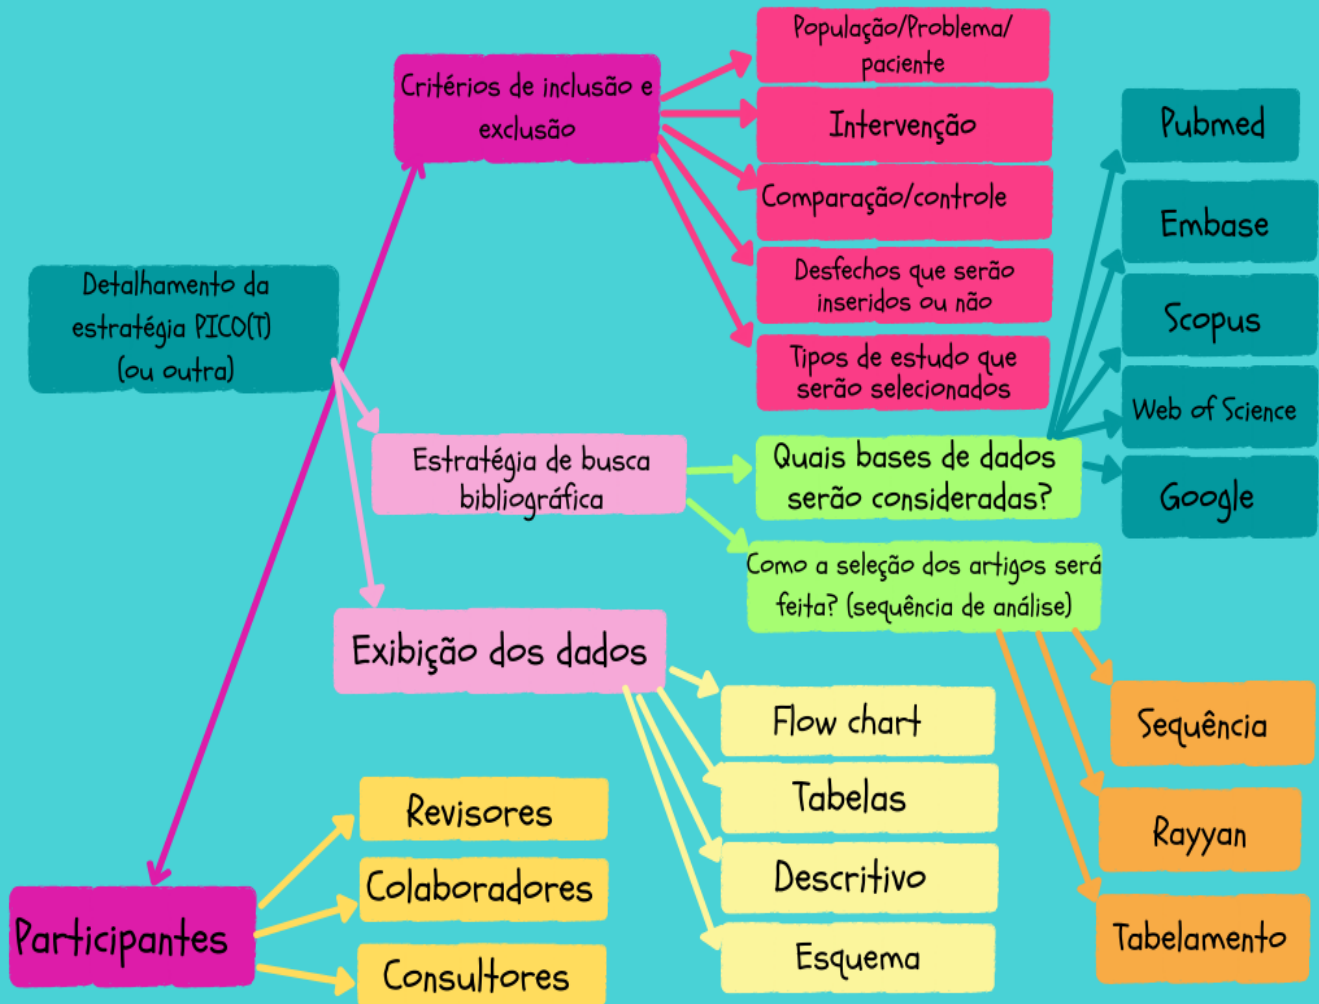 População/Problema/
paciente
Critérios de inclusão e
exclusão
Intervenção
Comparação/controle
Desfechos que serão
inseridos ou não
Tipos de estudo que
serão selecionados
Pubmed
Embase
Scopus
Web of Science
Google
Detalhamento da
estratégia PICO(T)
(ou outra)
Estratégia de busca
bibliográfica
Quais bases de dados
serão consideradas?
Como a seleção dos artigos será
feita? (sequência de análise)
Exibição dos dados
Flow chart
Tabelas
Descritivo
Esquema
Sequência
Rayyan
Tabelamento
Participantes
Revisores
Colaboradores
Consultores